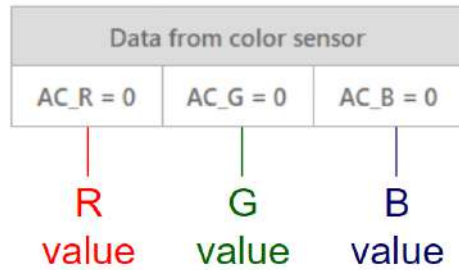 Data from color sensor
AC_R = 0 AC_G = 0 AC_B = 0
R G B
value value value